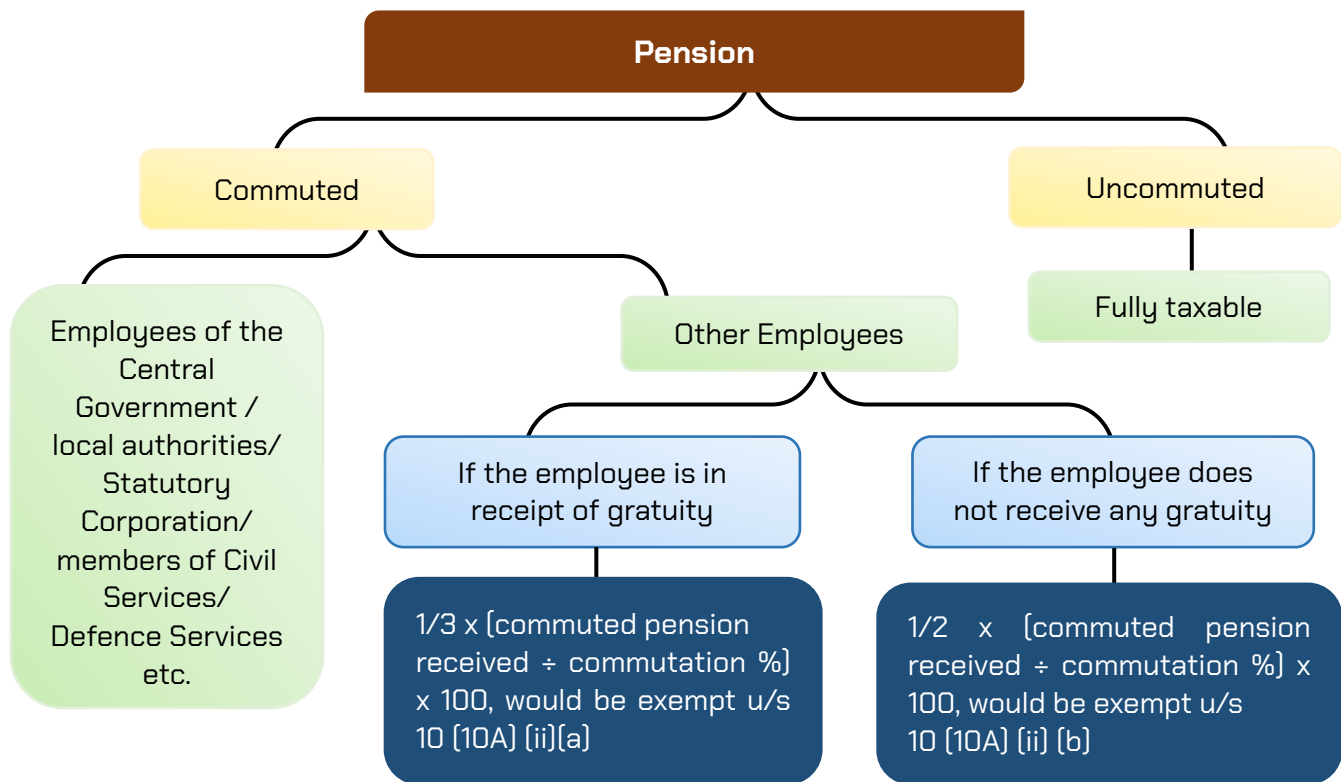 Pension
Commuted
Uncommuted
Employees of the
Central
Government /
local authorities/
Statutory
Corporation/
members of Civil
Services/
Defence Services
etc.
Other Employees
Fully taxable
If the employee is in
receipt of gratuity
If the employee does
not receive any gratuity
1/3 x (commuted pension
received ÷ commutation %)
x 100, would be exempt u/s
10 (10A) (ii)(a)
1/2 x (commuted pension
received ÷ commutation %) x
100, would be exempt u/s
10 (10A) (ii) (b)